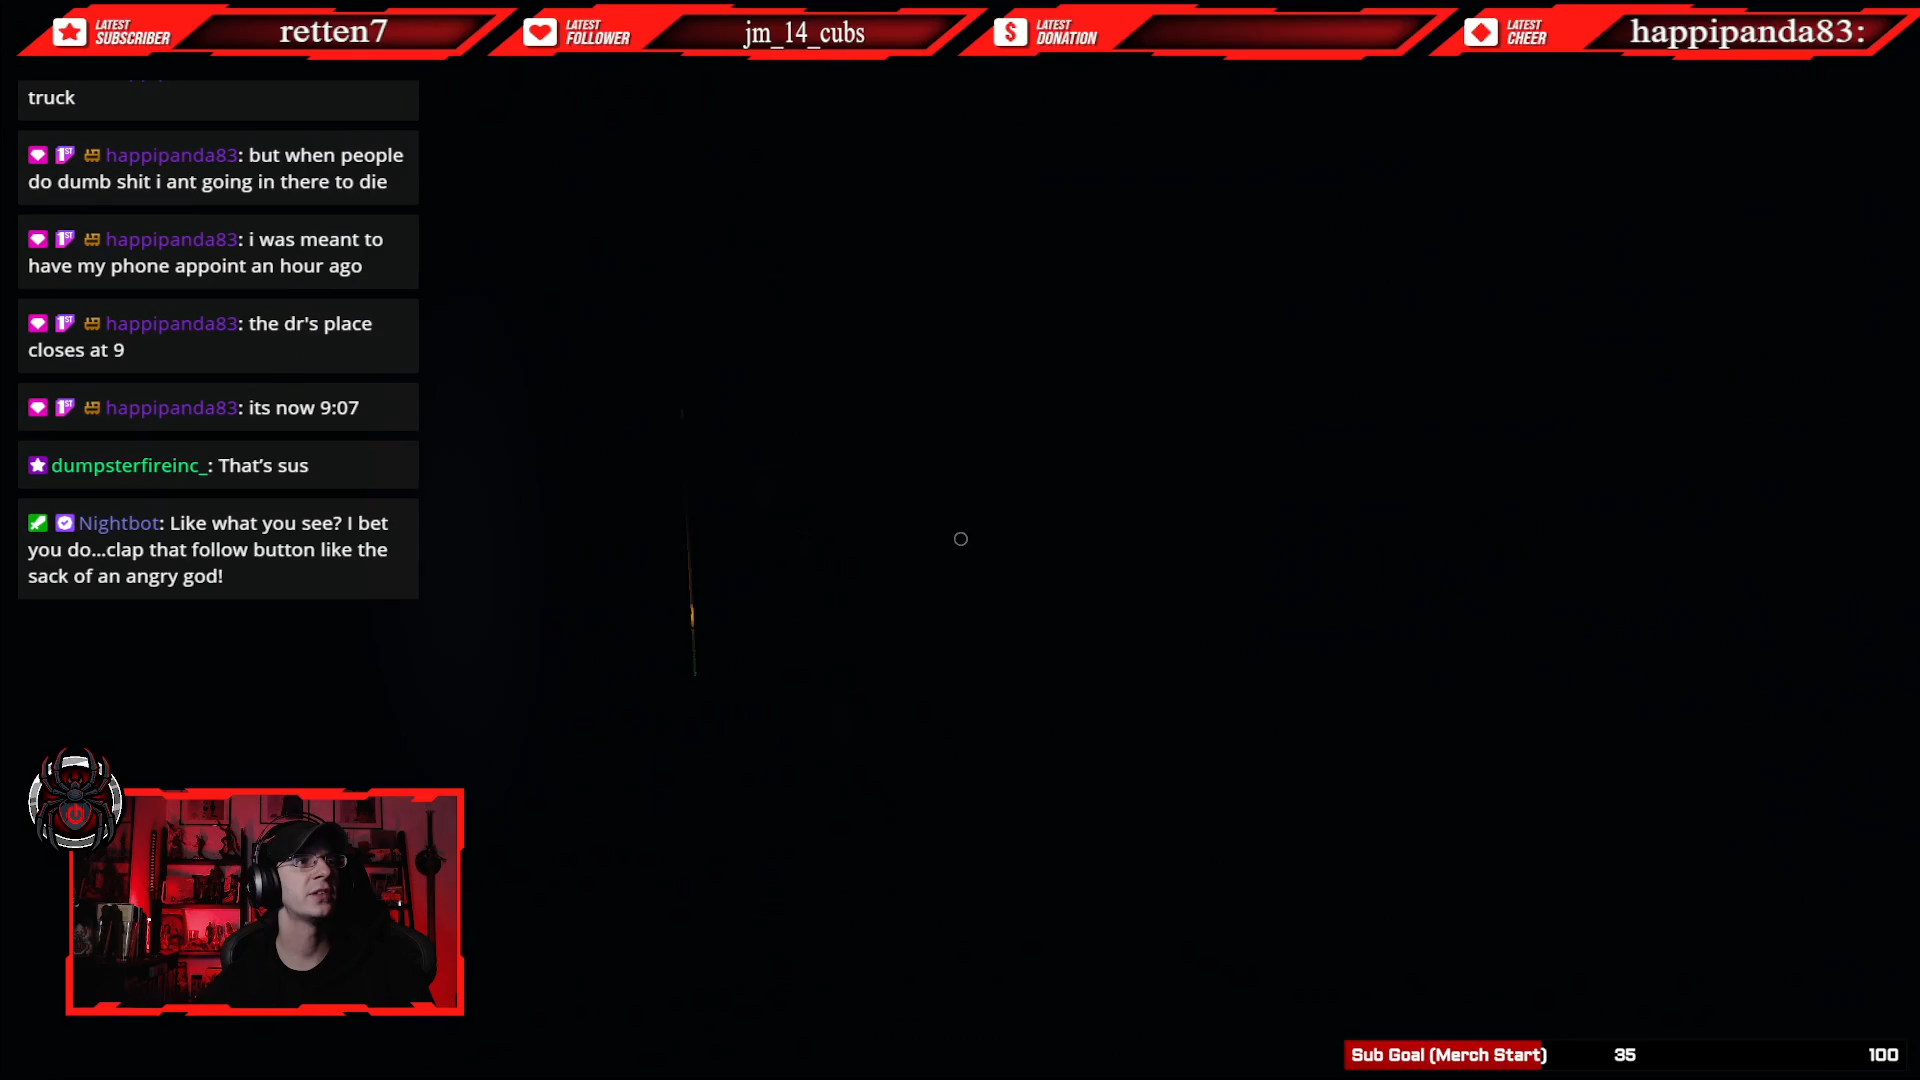 LATEST SUBSCRIBER retten7
LATEST FOLLOWER jm_14_cubs
LATEST DONATION
LATEST CHEER happipanda83:
truck
happipanda83: but when people
do dumb shit i ant going in there to die
happipanda83: i was meant to
have my phone appoint an hour ago
happipanda83: the dr's place
closes at 9
happipanda83: its now 9:07
dumpsterfireinc_: That's sus
Nightbot: Like what you see? I bet
you do...clap that follow button like the
sack of an angry god!
Sub Goal (Merch Start) 35 100